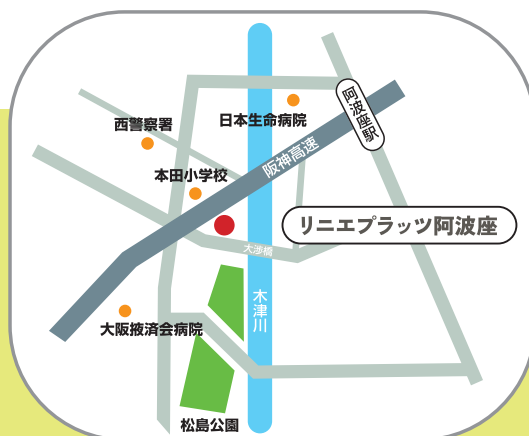 阿波座駅
日本生命病院
西警察署
阪神高速
本田小学校
リニエプラッツ阿波座
大渉橋
木津川
大阪掖済会病院
松島公園